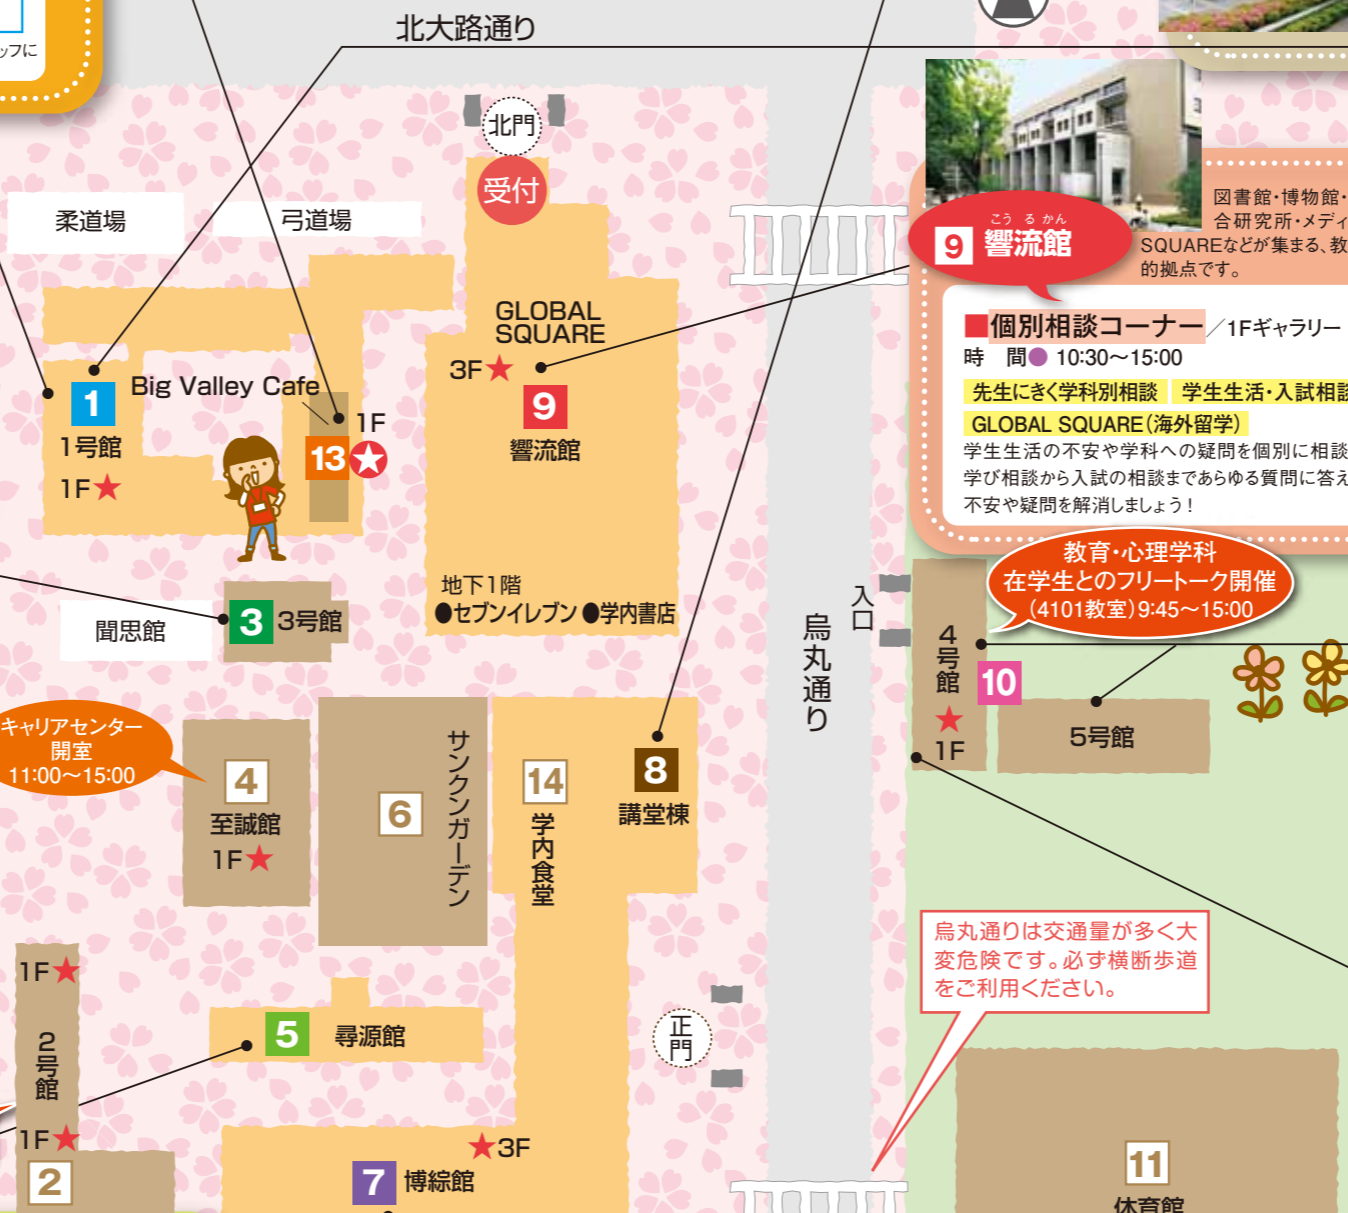 ッフに
北大路通り
北門
受付
柔道場
弓道場
GLOBAL
SQUARE
3F★
9
響流館
地下1階
●セブンイレブン ●学内書店
1
1号館
1F★
Big Valley Cafe
1F
13★
聞思館
3
3号館
キャリアセンター
開室
11:00〜15:00
4
至誠館
1F★
6
サンクンガーデン
14
学内食堂
8
講堂棟
1F★
2号館
1F★
2
5
尋源館
正門
★3F
7
博綜館
烏丸通り
入口
図書館・博物館・
合研究所・メディ
SQUAREなどが集まる、教
的拠点です。
こうるかん
9 響流館
■個別相談コーナー／1Fギャラリー
時 間● 10:30〜15:00
先生にきく学科別相談 学生生活・入試相談
GLOBAL SQUARE（海外留学）
学生生活の不安や学科への疑問を個別に相談
学び相談から入試の相談まであらゆる質問に答え
不安や疑問を解消しましょう！
教育・心理学科
在学生とのフリートーク開催
（4101教室）9:45〜15:00
4号館
★
1F
10
5号館
烏丸通りは交通量が多く大
変危険です。必ず横断歩道
をご利用ください。
11
体育館